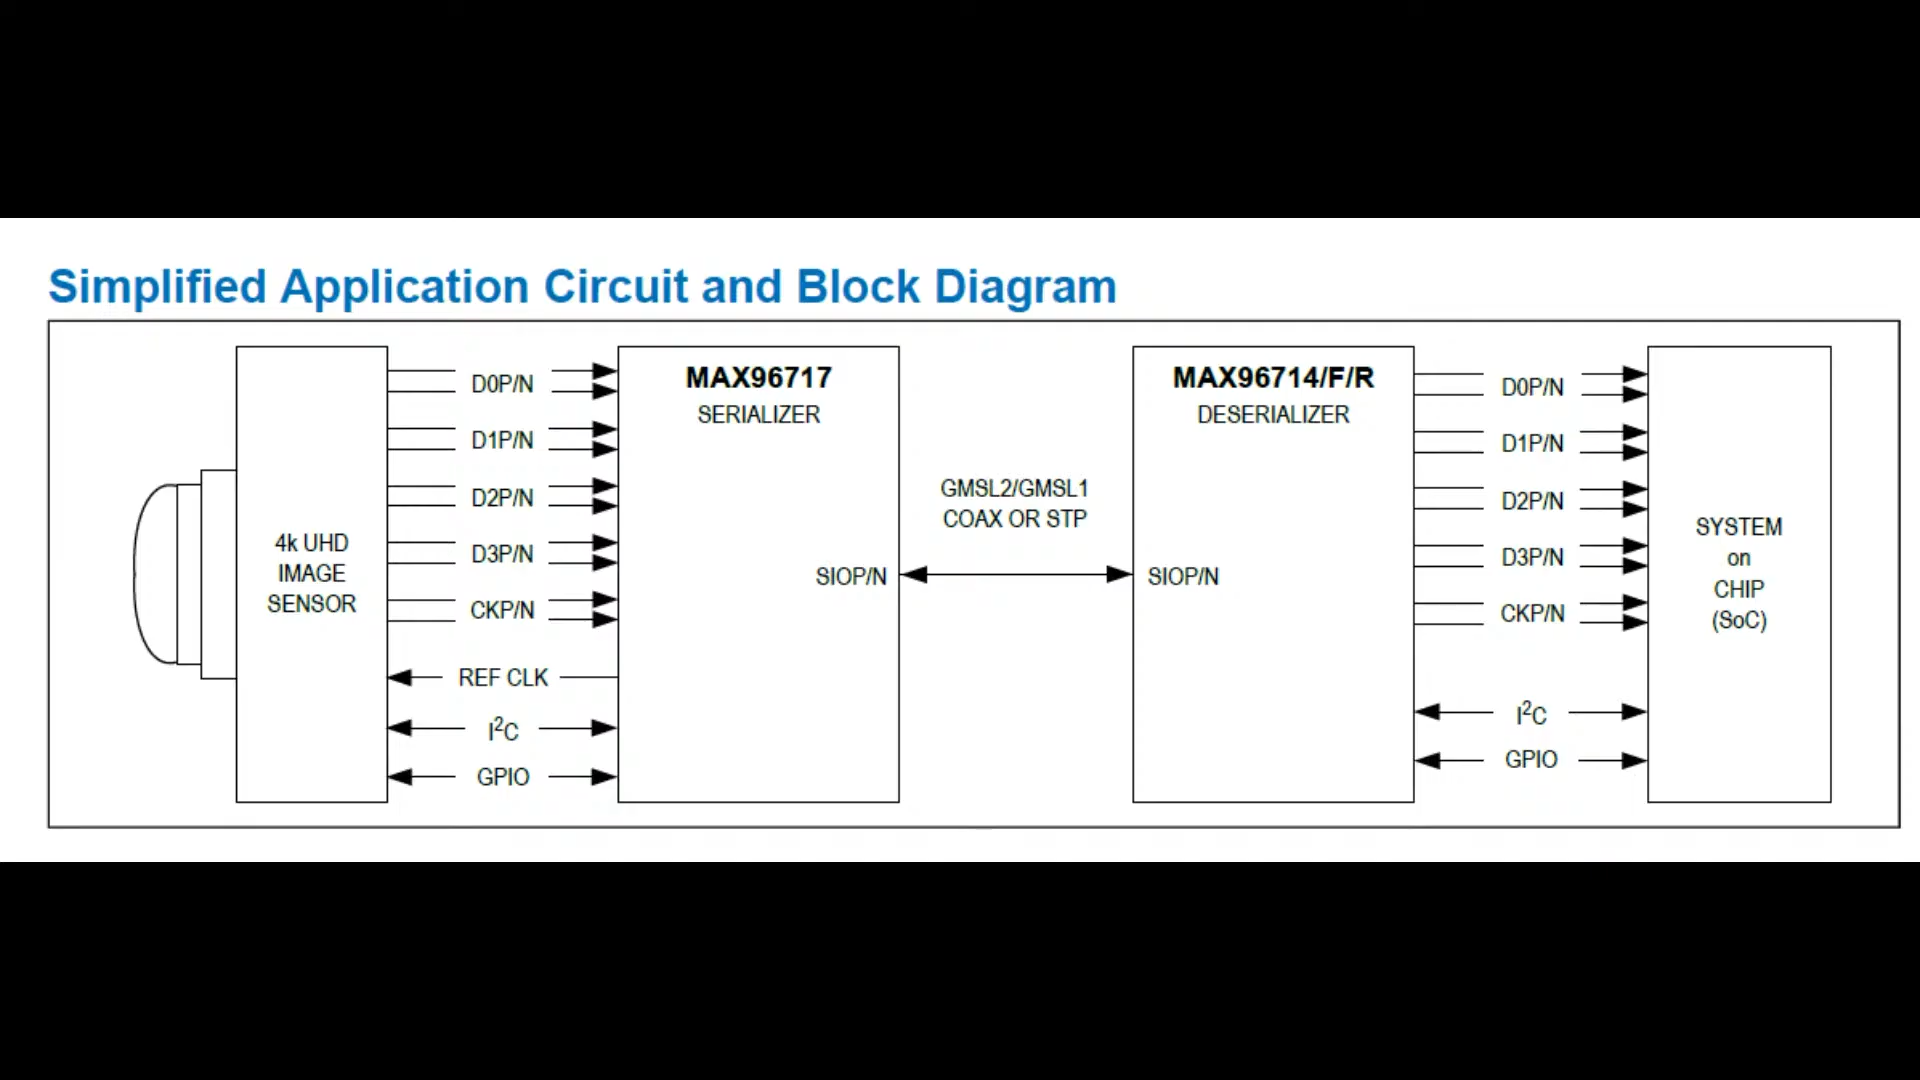 Simplified Application Circuit and Block Diagram
4k UHD
IMAGE
SENSOR
D0P/N
D1P/N
D2P/N
D3P/N
CKP/N
REF CLK
I²C
GPIO
MAX96717
SERIALIZER
SIOP/N
GMSL2/GMSL1
COAX OR STP
MAX96714/F/R
DESERIALIZER
SIOP/N
D0P/N
D1P/N
D2P/N
D3P/N
CKP/N
I²C
GPIO
SYSTEM
on
CHIP
(SoC)